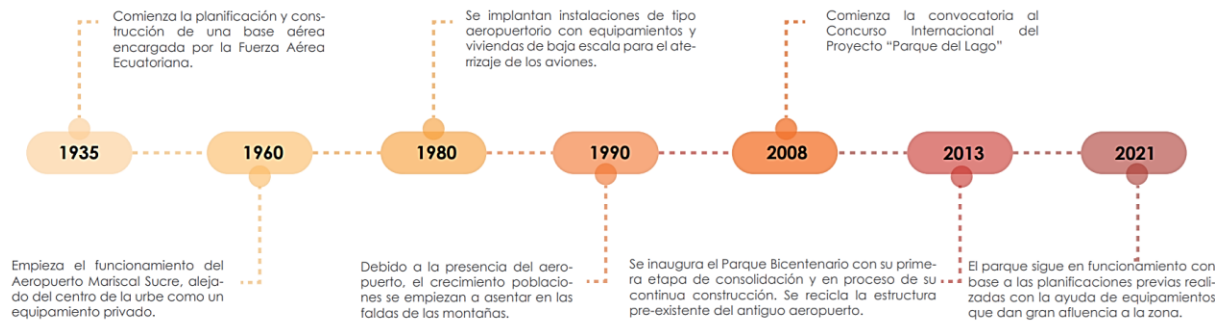 Comienza la planificación y cons-
trucción de una base aérea
encargada por la Fuerza Aérea
Ecuatoriana.
Se implantan instalaciones de tipo
aeropuertorio con equipamientos y
viviendas de baja escala para el ate-
rrizaje de los aviones.
Comienza la convocatoria al
Concurso Internacional del
Proyecto “Parque del Lago”
1935
1960
1980
1990
2008
2013
2021
Empieza el funcionamiento del
Aeropuerto Mariscal Sucre, aleja-
do del centro de la urbe como un
equipamiento privado.
Debido a la presencia del aero-
puerto, el crecimiento poblacio-
nes se empiezan a asentar en las
faldas de las montañas.
Se inaugura el Parque Bicentenario con su prime-
ra etapa de consolidación y en proceso de su
continua construcción. Se recicla la estructura
pre-existente del antiguo aeropuerto.
El parque sigue en funcionamiento con
base a las planificaciones previas reali-
zadas con la ayuda de equipamientos
que dan gran afluencia a la zona.